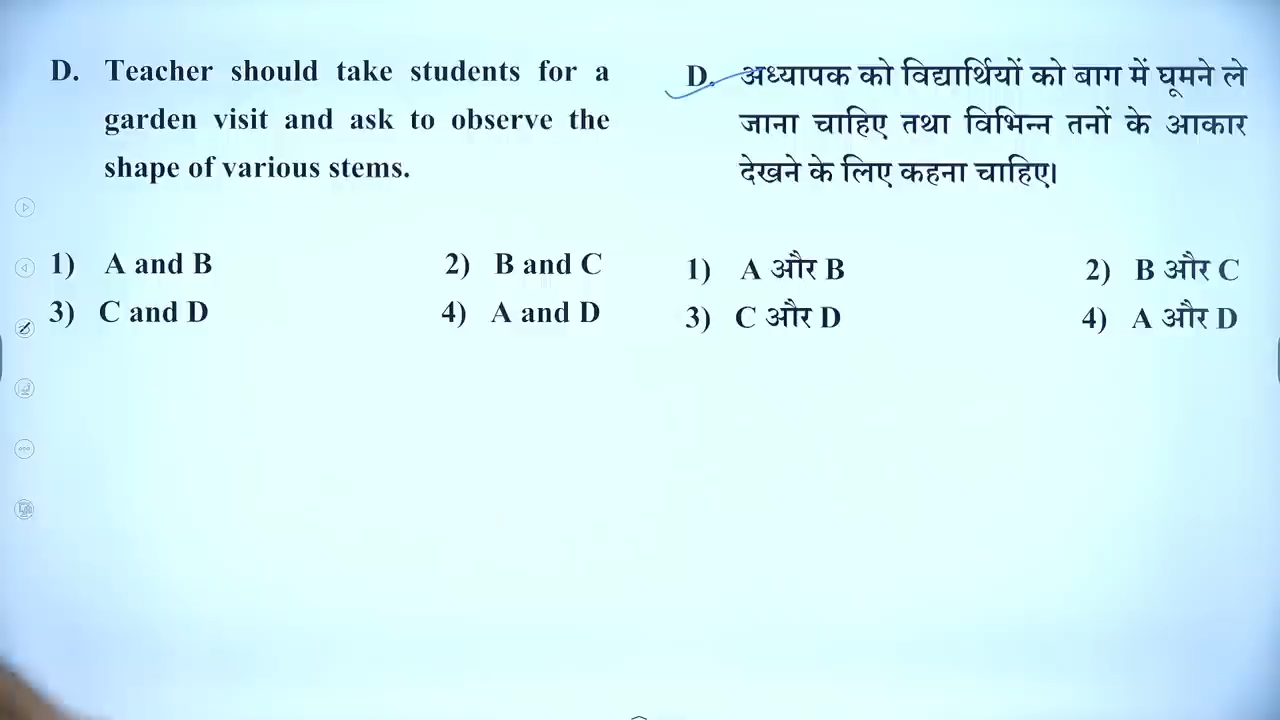 D. Teacher should take students for a
garden visit and ask to observe the
shape of various stems.
1) A and B
2) B and C
3) C and D
4) A and D
D. अध्यापक को विद्यार्थियों को बाग में घूमने ले
जाना चाहिए तथा विभिन्न तनों के आकार
देखने के लिए कहना चाहिए।
1) A और B
2) B और C
3) C और D
4) A और D